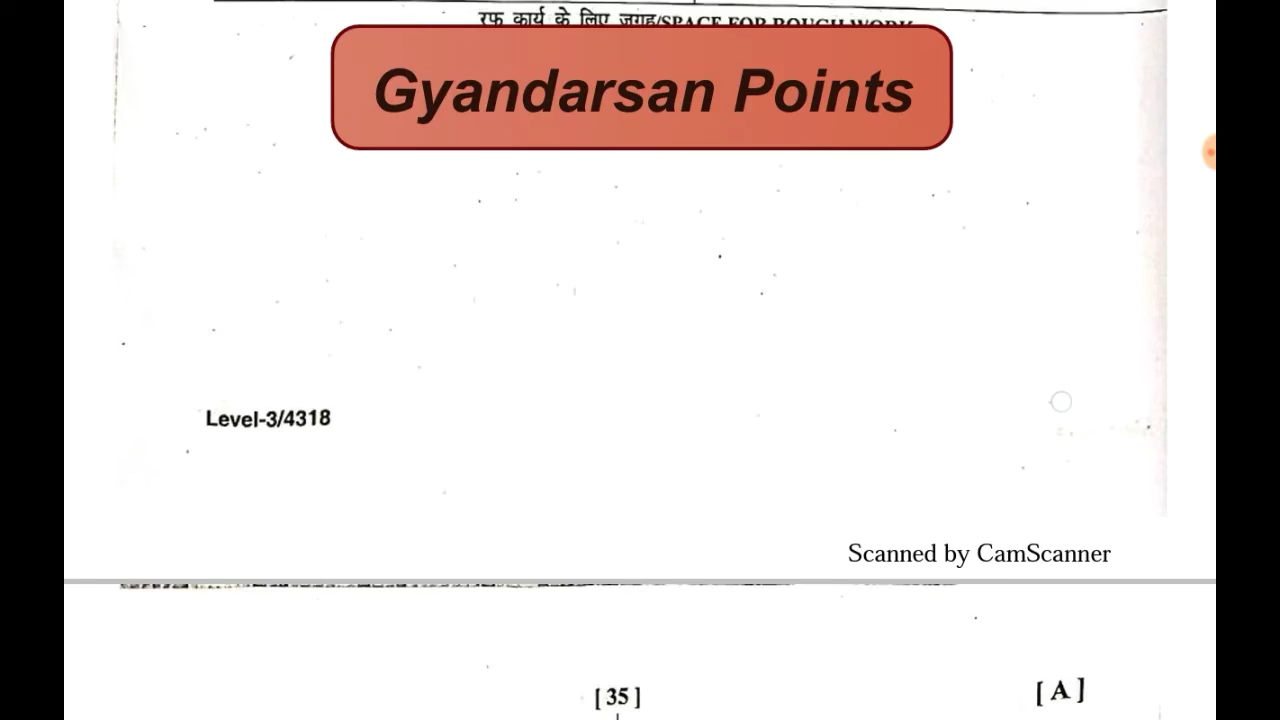 रफ कार्य के लिए जगह/SPACE FOR ROUGH WORK
Gyandarsan Points
Level-3/4318
Scanned by CamScanner
[ 35 ]
[ A ]